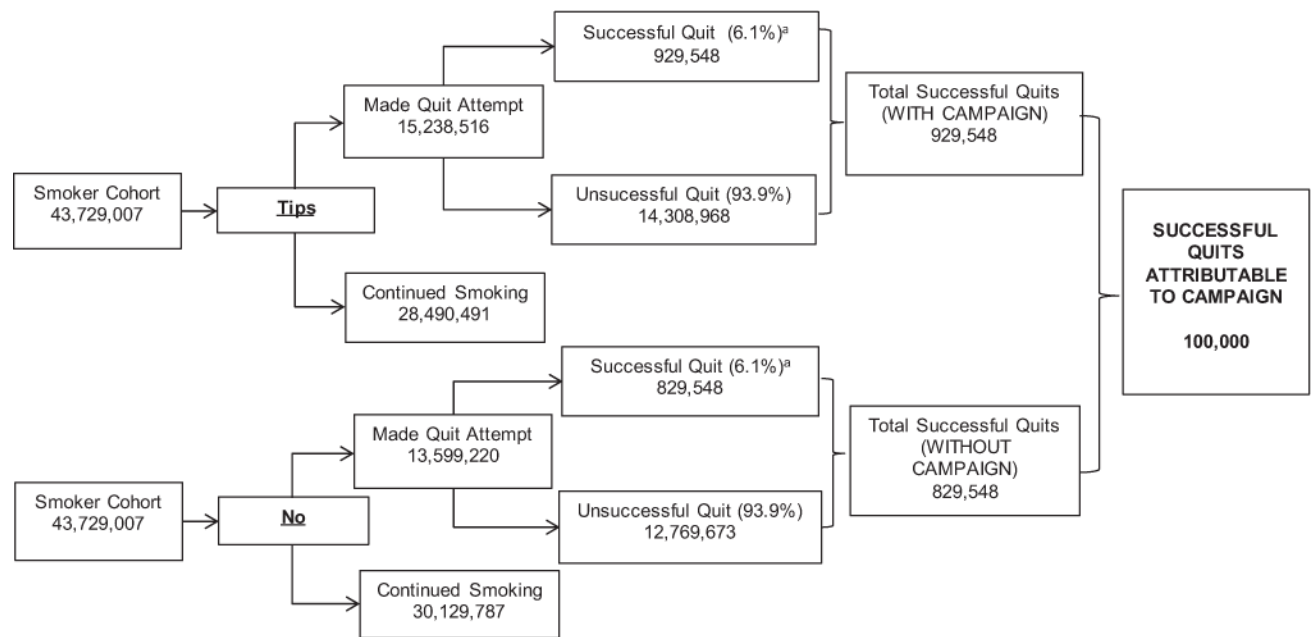 Smoker Cohort
43,729,007
Tips
Made Quit Attempt
15,238,516
Continued Smoking
28,490,491
Successful Quit (6.1%)ᵃ
929,548
Unsucessful Quit (93.9%)
14,308,968
Total Successful Quits
(WITH CAMPAIGN)
929,548
Smoker Cohort
43,729,007
No
Made Quit Attempt
13,599,220
Continued Smoking
30,129,787
Successful Quit (6.1%)ᵃ
829,548
Unsuccessful Quit (93.9%)
12,769,673
Total Successful Quits
(WITHOUT
CAMPAIGN)
829,548
SUCCESSFUL
QUITS
ATTRIBUTABLE
TO CAMPAIGN
100,000